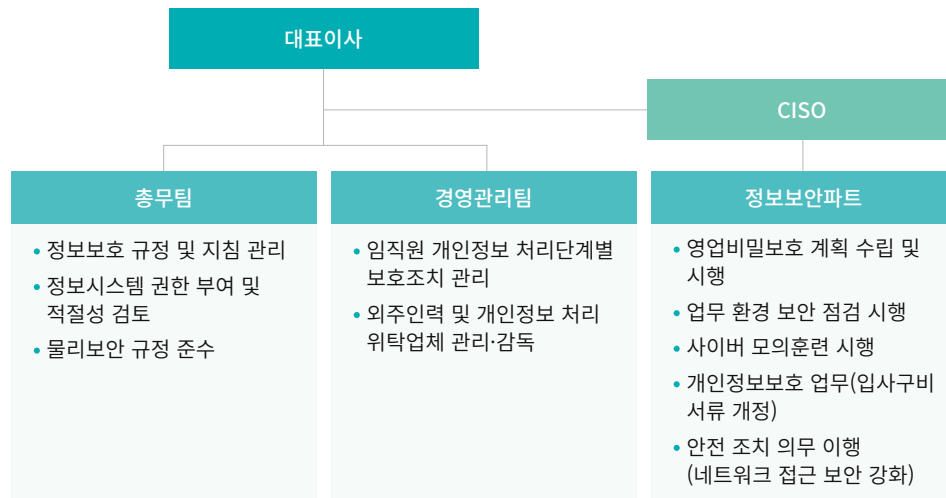 대표이사
CISO
총무팀
• 정보보호 규정 및 지침 관리
• 정보시스템 권한 부여 및
적절성 검토
• 물리보안 규정 준수
경영관리팀
• 임직원 개인정보 처리단계별
보호조치 관리
• 외주인력 및 개인정보 처리
위탁업체 관리·감독
정보보안파트
• 영업비밀보호 계획 수립 및
시행
• 업무 환경 보안 점검 시행
• 사이버 모의훈련 시행
• 개인정보보호 업무(입사구비
서류 개정)
• 안전 조치 의무 이행
(네트워크 접근 보안 강화)